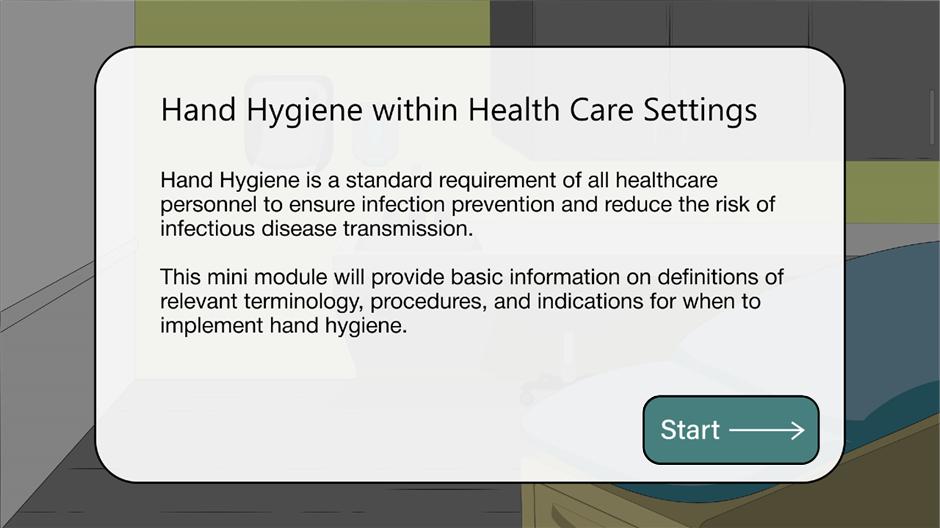 Hand Hygiene within Health Care Settings
Hand Hygiene is a standard requirement of all healthcare
personnel to ensure infection prevention and reduce the risk of
infectious disease transmission.
This mini module will provide basic information on definitions of
relevant terminology, procedures, and indications for when to
implement hand hygiene.
Start